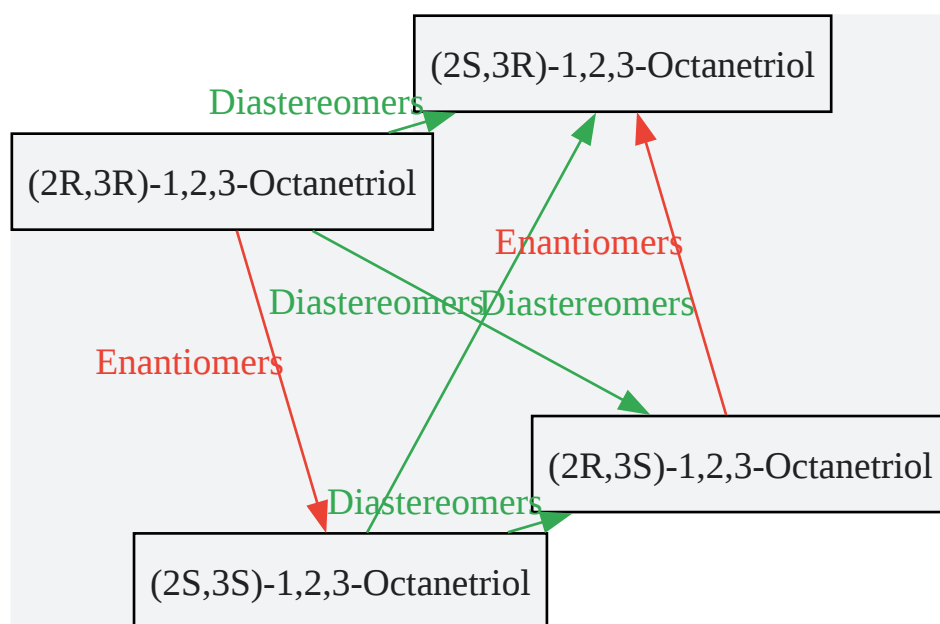 (2S,3R)-1,2,3-Octanetriol
Diastereomers
(2R,3R)-1,2,3-Octanetriol
Enantiomers
Diastereomers
Diastereomers
Enantiomers
(2R,3S)-1,2,3-Octanetriol
Diastereomers
(2S,3S)-1,2,3-Octanetriol